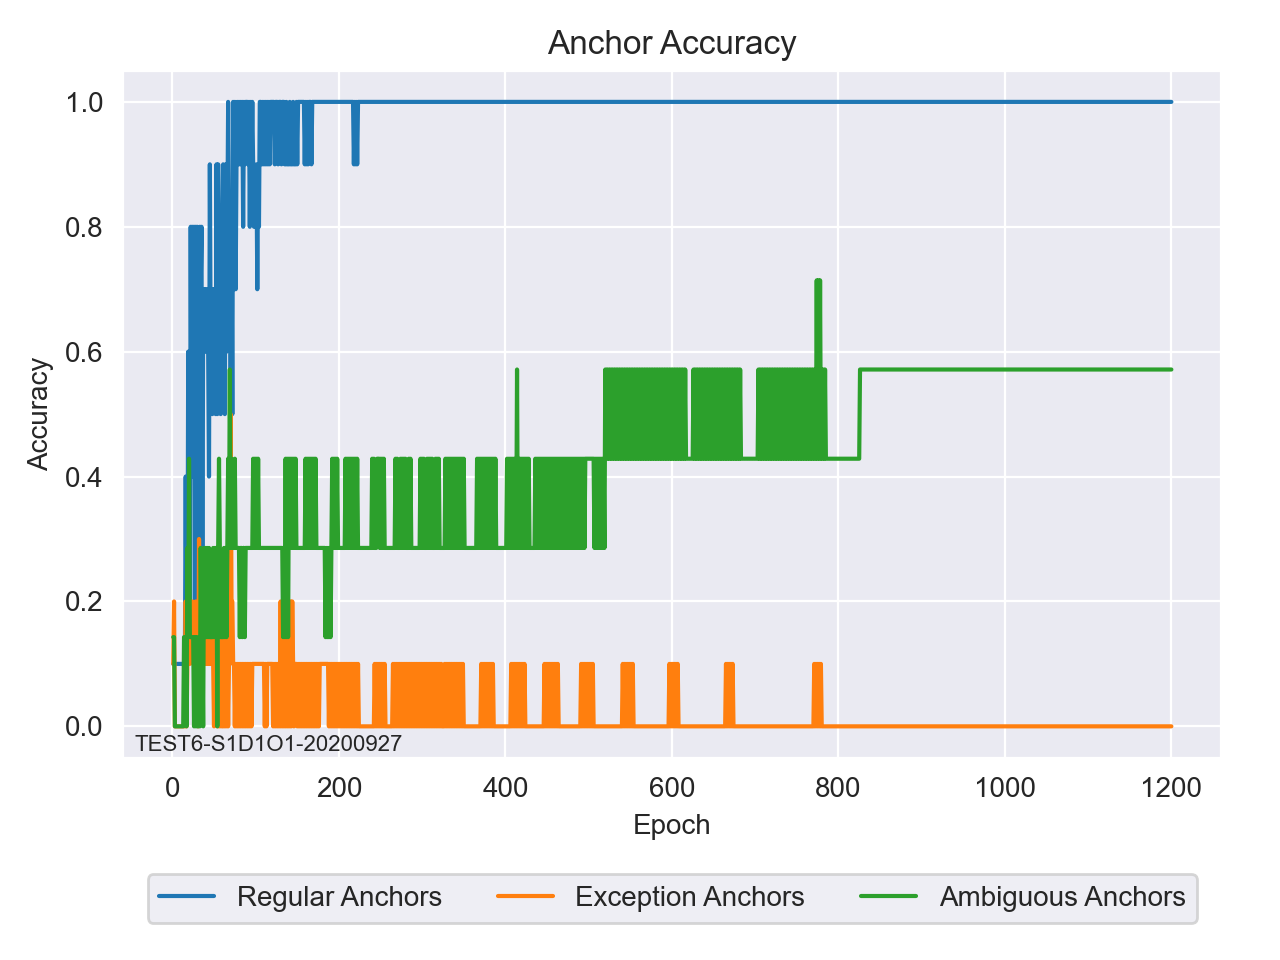 Anchor Accuracy
1.0
0.8
0.6
0.4
0.2
0.0
Accuracy
TEST6-S1D1O1-20200927
0 200 400 600 800 1000 1200
Epoch
Regular Anchors Exception Anchors Ambiguous Anchors